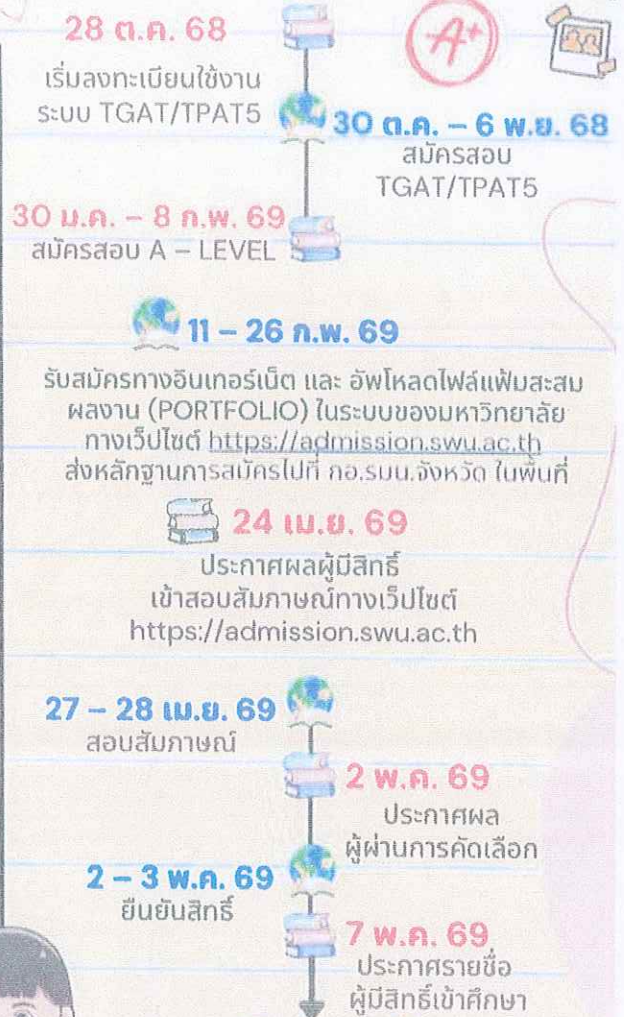 28 ต.ค. 68
เริ่มลงทะเบียนใช้งาน
ระบบ TGAT/TPAT5
A+
30 ต.ค. – 6 พ.ย. 68
สมัครสอบ
TGAT/TPAT5
30 ม.ค. – 8 ก.พ. 69
สมัครสอบ A – LEVEL
11 – 26 ก.พ. 69
รับสมัครทางอินเทอร์เน็ต และ อัพโหลดไฟล์แฟ้มสะสม
ผลงาน (PORTFOLIO) ในระบบของมหาวิทยาลัย
ทางเว็ปไซต์ https://admission.swu.ac.th
ส่งหลักฐานการสมัครไปที่ กอ.รมน.จังหวัด ในพื้นที่
24 เม.ย. 69
ประกาศผลผู้มีสิทธิ์
เข้าสอบสัมภาษณ์ทางเว็ปไซต์
https://admission.swu.ac.th
27 – 28 เม.ย. 69
สอบสัมภาษณ์
2 พ.ค. 69
ประกาศผล
ผู้ผ่านการคัดเลือก
2 – 3 พ.ค. 69
ยืนยันสิทธิ์
7 พ.ค. 69
ประกาศรายชื่อ
ผู้มีสิทธิ์เข้าศึกษา